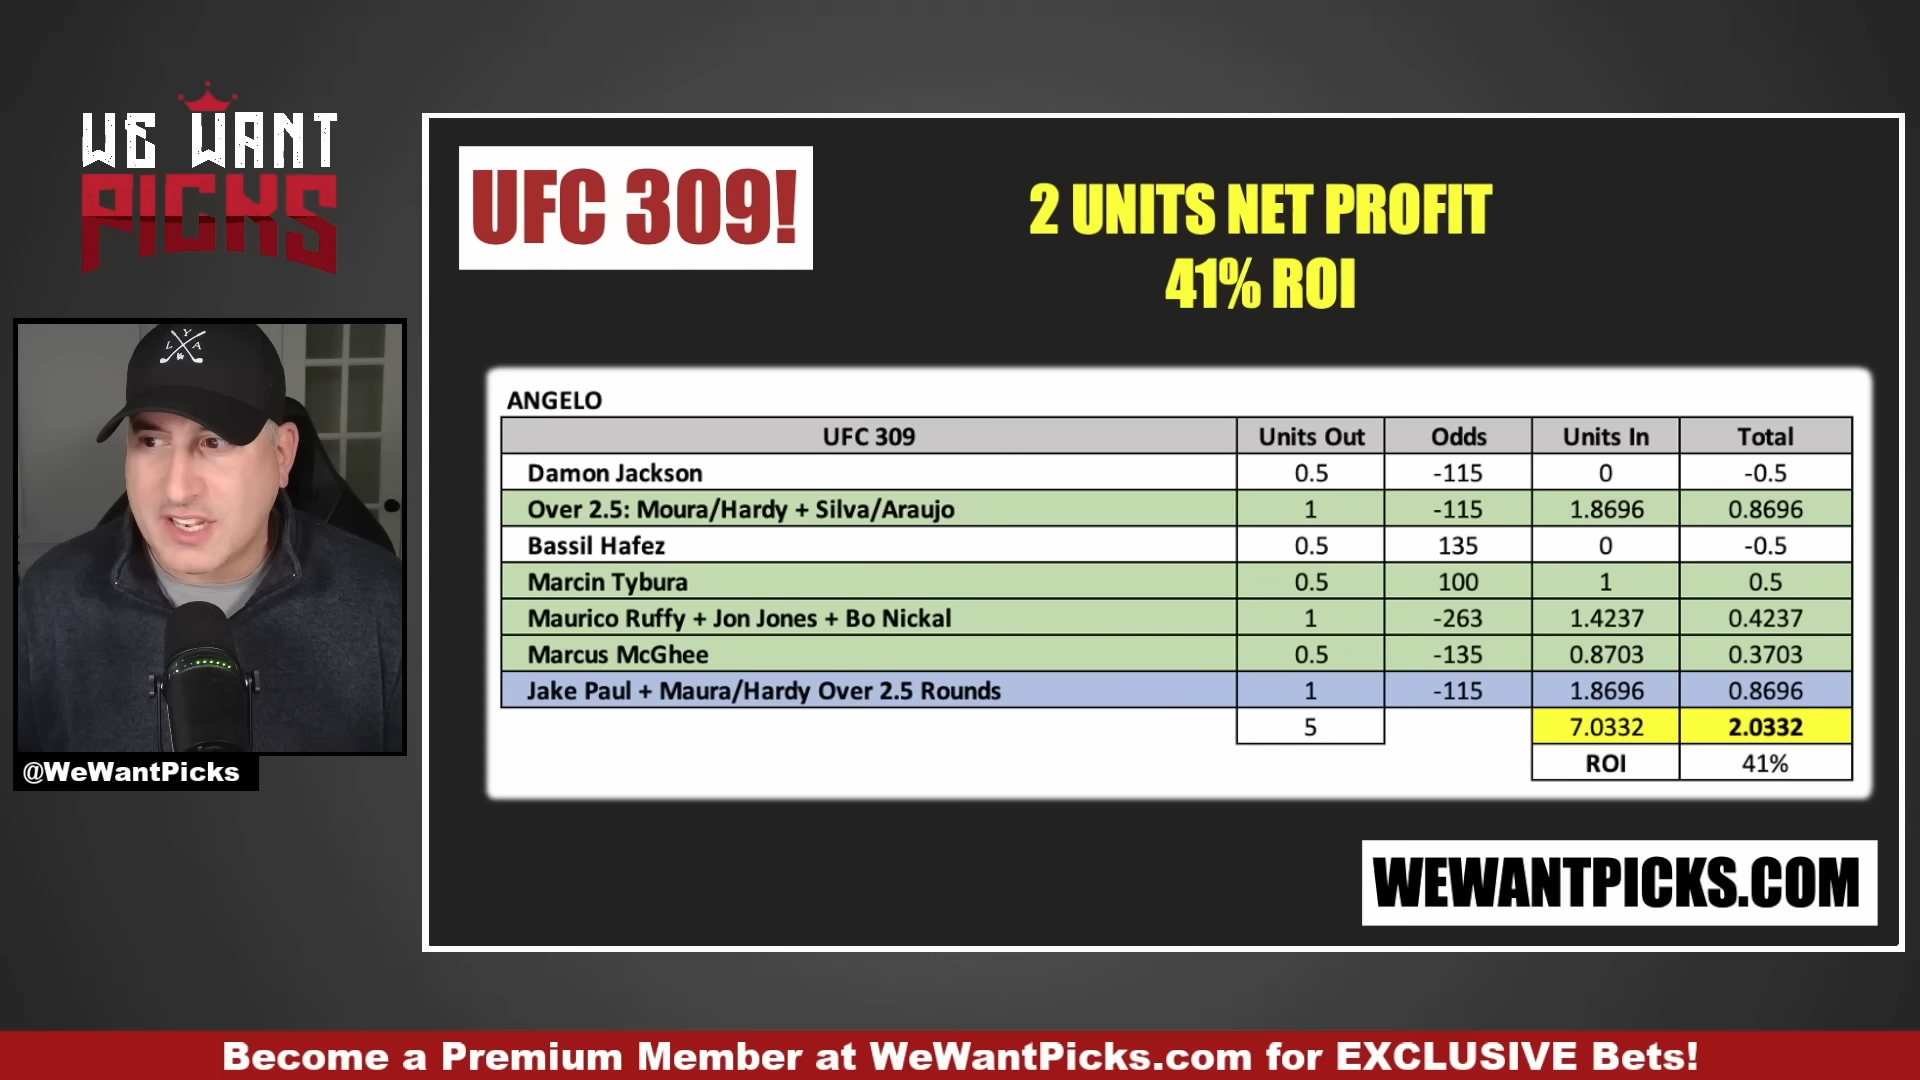 WE WANT
PICKS
UFC 309!
2 UNITS NET PROFIT
41% ROI
Y
L A
@WeWantPicks
ANGELO
UFC 309 Units Out Odds Units In Total
Damon Jackson 0.5 -115 0 -0.5
Over 2.5: Moura/Hardy + Silva/Araujo 1 -115 1.8696 0.8696
Bassil Hafez 0.5 135 0 -0.5
Marcin Tybura 0.5 100 1 0.5
Maurico Ruffy + Jon Jones + Bo Nickal 1 -263 1.4237 0.4237
Marcus McGhee 0.5 -135 0.8703 0.3703
Jake Paul + Maura/Hardy Over 2.5 Rounds 1 -115 1.8696 0.8696
5 7.0332 2.0332
ROI 41%
WEWANTPICKS.COM
Become a Premium Member at WeWantPicks.com for EXCLUSIVE Bets!